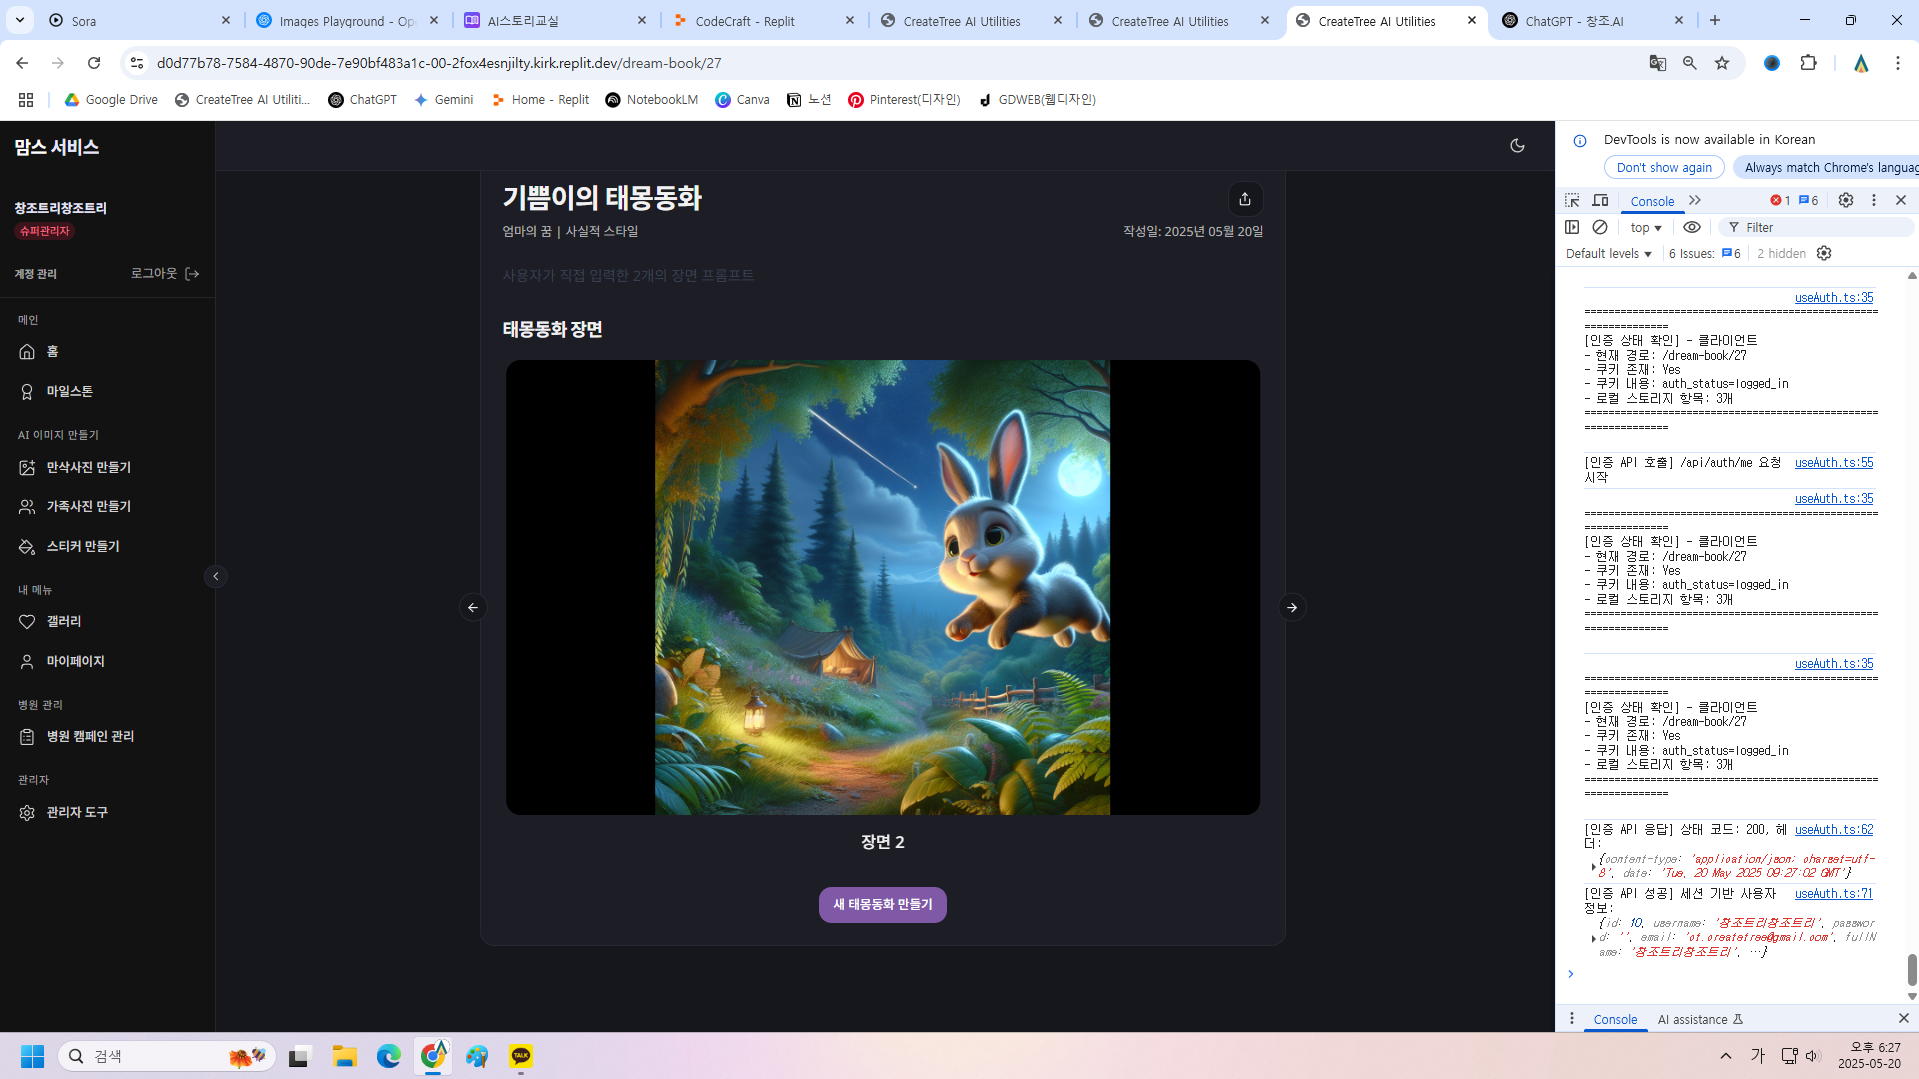 Sora
Images Playground - Ope
AI스토리교실
CodeCraft - Replit
CreateTree AI Utilities
CreateTree AI Utilities
CreateTree AI Utilities
ChatGPT - 창조.AI
d0d77b78-7584-4870-90de-7e90bf483a1c-00-2fox4esnjilty.kirk.replit.dev/dream-book/27
Google Drive
CreateTree AI Utiliti...
ChatGPT
Gemini
Home - Replit
NotebookLM
Canva
노션
Pinterest(디자인)
GDWEB(웹디자인)
맘스 서비스
창조트리창조트리
슈퍼관리자
계정 관리
로그아웃
메인
홈
마일스톤
AI 이미지 만들기
만삭사진 만들기
가족사진 만들기
스티커 만들기
내 메뉴
갤러리
마이페이지
병원 관리
병원 캠페인 관리
관리자
관리자 도구
기쁨이의 태몽동화
엄마의 꿈 | 사실적 스타일
작성일: 2025년 05월 20일
사용자가 직접 입력한 2개의 장면 프롬프트
태몽동화 장면
장면 2
새 태몽동화 만들기
DevTools is now available in Korean
Don't show again
Always match Chrome's languag
Console
1
6
top
Filter
Default levels
6 Issues:
6
2 hidden
useAuth.ts:35
=================================================
==============
[인증 상태 확인] - 클라이언트
- 현재 경로: /dream-book/27
- 쿠키 존재: Yes
- 쿠키 내용: auth_status=logged_in
- 로컬 스토리지 항목: 3개
=================================================
==============
[인증 API 호출] /api/auth/me 요청 useAuth.ts:55
시작
useAuth.ts:35
=================================================
==============
[인증 상태 확인] - 클라이언트
- 현재 경로: /dream-book/27
- 쿠키 존재: Yes
- 쿠키 내용: auth_status=logged_in
- 로컬 스토리지 항목: 3개
=================================================
==============
useAuth.ts:35
=================================================
==============
[인증 상태 확인] - 클라이언트
- 현재 경로: /dream-book/27
- 쿠키 존재: Yes
- 쿠키 내용: auth_status=logged_in
- 로컬 스토리지 항목: 3개
=================================================
==============
[인증 API 응답] 상태 코드: 200, 헤 useAuth.ts:62
더:
{content-type: 'application/json; charset=utf-
8', date: 'Tue, 20 May 2025 09:27:02 GMT'}
[인증 API 성공] 세션 기반 사용자 useAuth.ts:71
정보:
{id: 10, username: '창조트리창조트리', passwor
d: '', email: 'ct.createtree@gmail.com', fullN
ame: '창조트리창조트리', …}
Console
AI assistance
검색
TALK
가
오후 6:27
2025-05-20